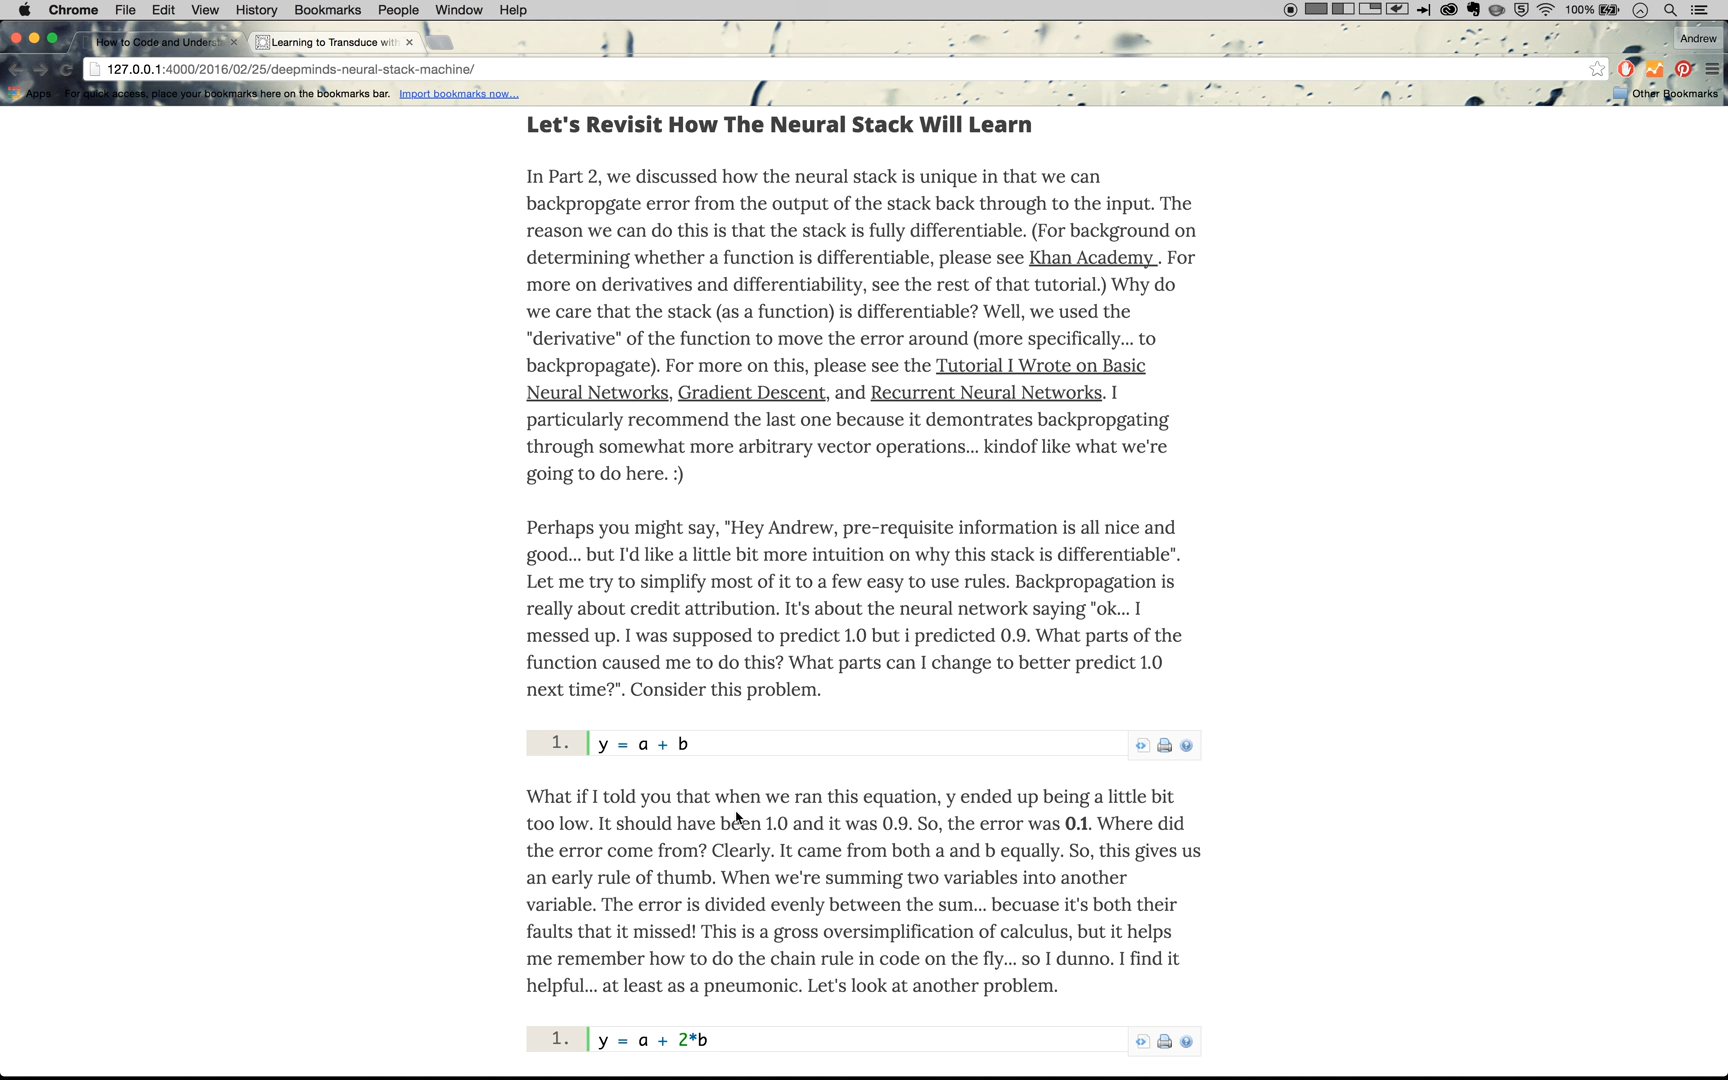 Chrome File Edit View History Bookmarks People Window Help 100%
How to Code and Underst
Learning to Transduce with
Andrew
127.0.0.1:4000/2016/02/25/deepminds-neural-stack-machine/
Apps For quick access, place your bookmarks here on the bookmarks bar. Import bookmarks now... Other Bookmarks
Let's Revisit How The Neural Stack Will Learn
In Part 2, we discussed how the neural stack is unique in that we can
backpropgate error from the output of the stack back through to the input. The
reason we can do this is that the stack is fully differentiable. (For background on
determining whether a function is differentiable, please see Khan Academy . For
more on derivatives and differentiability, see the rest of that tutorial.) Why do
we care that the stack (as a function) is differentiable? Well, we used the
"derivative" of the function to move the error around (more specifically... to
backpropagate). For more on this, please see the Tutorial I Wrote on Basic
Neural Networks, Gradient Descent, and Recurrent Neural Networks. I
particularly recommend the last one because it demontrates backpropgating
through somewhat more arbitrary vector operations... kindof like what we're
going to do here. :)
Perhaps you might say, "Hey Andrew, pre-requisite information is all nice and
good... but I'd like a little bit more intuition on why this stack is differentiable".
Let me try to simplify most of it to a few easy to use rules. Backpropagation is
really about credit attribution. It's about the neural network saying "ok... I
messed up. I was supposed to predict 1.0 but i predicted 0.9. What parts of the
function caused me to do this? What parts can I change to better predict 1.0
next time?". Consider this problem.
1. y = a + b
What if I told you that when we ran this equation, y ended up being a little bit
too low. It should have been 1.0 and it was 0.9. So, the error was 0.1. Where did
the error come from? Clearly. It came from both a and b equally. So, this gives us
an early rule of thumb. When we're summing two variables into another
variable. The error is divided evenly between the sum... becuase it's both their
faults that it missed! This is a gross oversimplification of calculus, but it helps
me remember how to do the chain rule in code on the fly... so I dunno. I find it
helpful... at least as a pneumonic. Let's look at another problem.
1. y = a + 2*b